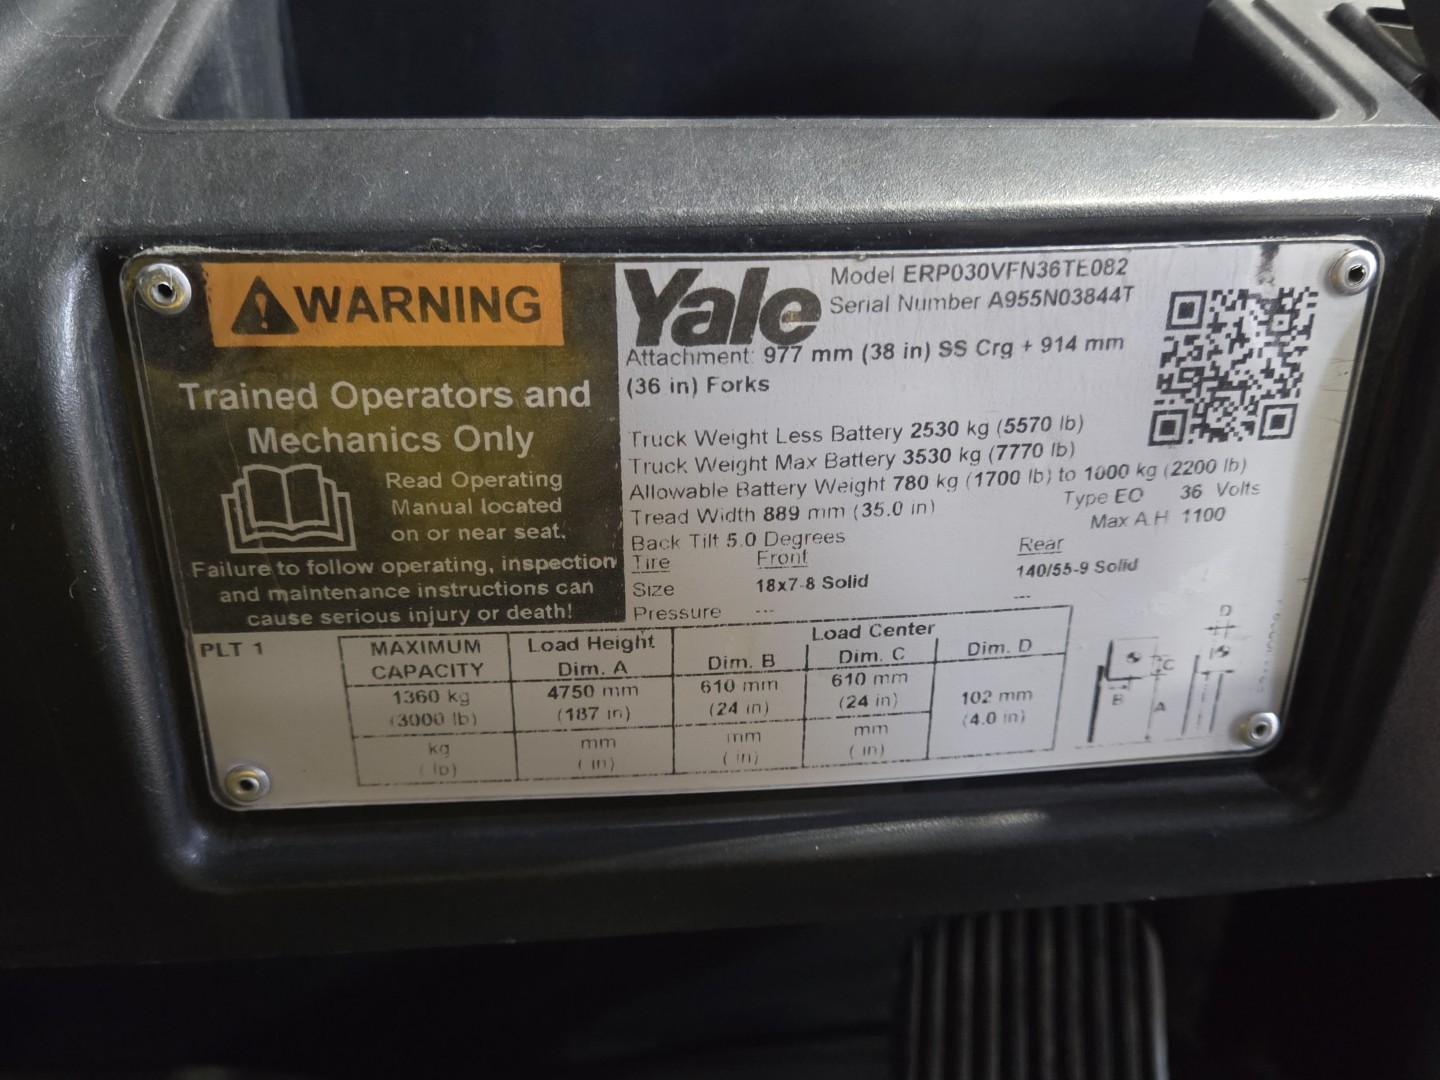 WARNING
Trained Operators and
Mechanics Only
Read Operating
Manual located
on or near seat.
Failure to follow operating, inspection
and maintenance instructions can
cause serious injury or death!
Yale
Model ERP030VFN36TE082
Serial Number A955N03844T
Attachment: 977 mm (38 in) SS Crg + 914 mm
(36 in) Forks
Truck Weight Less Battery 2530 kg (5570 lb)
Truck Weight Max Battery 3530 kg (7770 lb)
Allowable Battery Weight 780 kg (1700 lb) to 1000 kg (2200 lb)
Tread Width 889 mm (35.0 in) Type EO 36 Volts
Back Tilt 5.0 Degrees Max A.H 1100
Tire Front Rear
Size 18x7-8 Solid 140/55-9 Solid
Pressure --- ---
PLT 1
MAXIMUM CAPACITY Load Height Dim. A Load Center Dim. B Dim. C Dim. D
1360 kg 4750 mm 610 mm 610 mm 102 mm
(3000 lb) (187 in) (24 in) (24 in) (4.0 in)
kg mm mm mm
( lb) ( in) ( in) ( in)
D
C
B
A